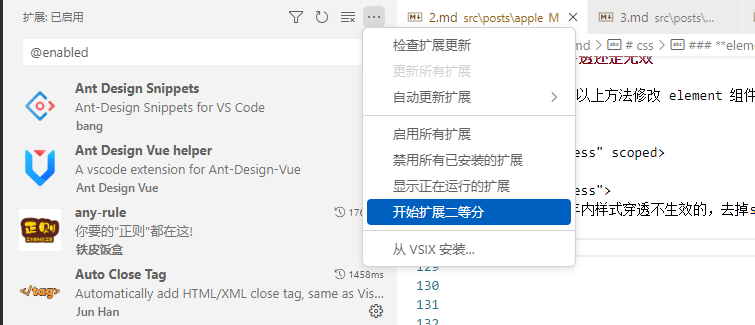 扩展: 已启用
@enabled
Ant Design Snippets
Ant-Design Snippets for VS Code
bang
Ant Design Vue helper
A vscode extension for Ant-Design-Vue
Ant Design Vue
any-rule
你要的"正则"都在这!
铁皮饭盒
Auto Close Tag
1458ms
Automatically add HTML/XML close tag, same as Vis...
Jun Han
检查扩展更新
更新所有扩展
自动更新扩展
启用所有扩展
禁用所有已安装的扩展
显示正在运行的扩展
开始扩展二等分
从 VSIX 安装...
2.md src\posts\apple M
3.md src\posts\...
md > # css > ### **elemen
透还是无效
以上方法修改 element 组件
ess" scoped>
ess">
内样式穿透不生效的，去掉s
129
130
131
132